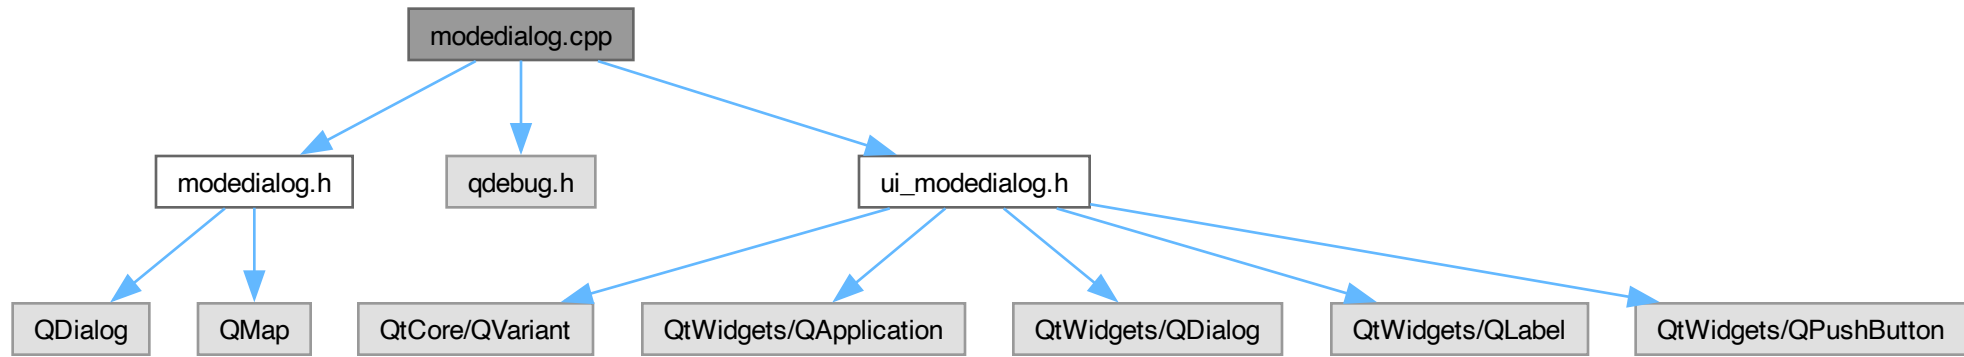 modedialog.cpp
modedialog.h
qdebug.h
ui_modedialog.h
QDialog
QMap
QtCore/QVariant
QtWidgets/QApplication
QtWidgets/QDialog
QtWidgets/QLabel
QtWidgets/QPushButton